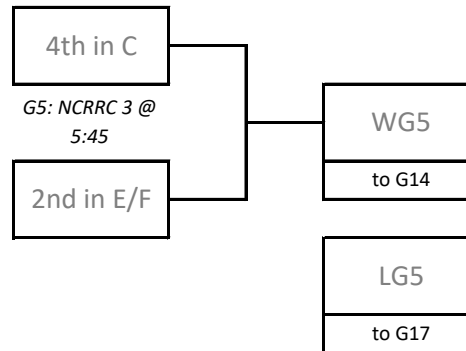 4th in C
G5: NCRRC 3 @
5:45
2nd in E/F
WG5
to G14
LG5
to G17